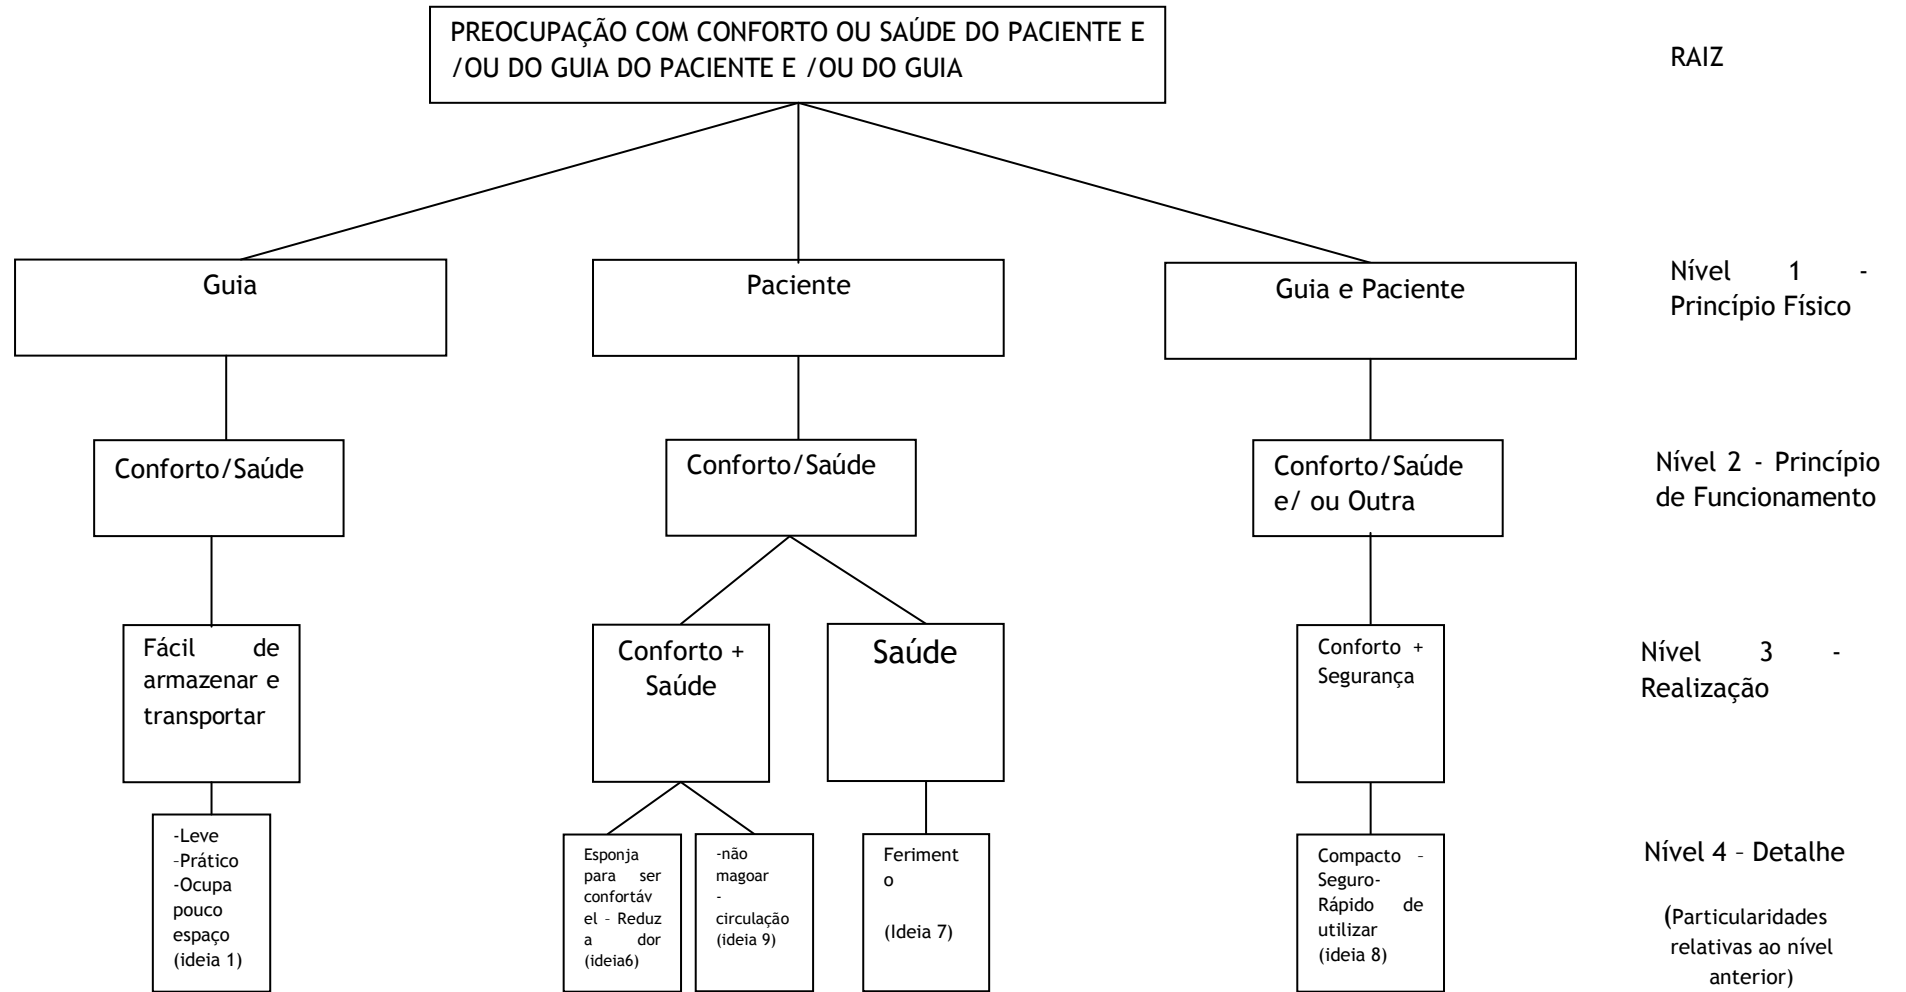 PREOCUPAÇÃO COM CONFORTO OU SAÚDE DO PACIENTE E
/OU DO GUIA DO PACIENTE E /OU DO GUIA
RAIZ
Guia
Paciente
Guia e Paciente
Nível 1 -
Princípio Físico
Conforto/Saúde
Conforto/Saúde
Conforto/Saúde
e/ ou Outra
Nível 2 - Princípio
de Funcionamento
Fácil de
armazenar e
transportar
Conforto +
Saúde
Saúde
Conforto +
Segurança
Nível 3 -
Realização
-Leve
–Prático
-Ocupa
pouco
espaço
(ideia 1)
Esponja
para ser
confortáv
el – Reduz
a dor
(ideia6)
-não
magoar
-
circulação
(ideia 9)
Feriment
o
(Ideia 7)
Compacto –
Seguro-
Rápido de
utilizar
(ideia 8)
Nível 4 – Detalhe
(Particularidades
relativas ao nível
anterior)